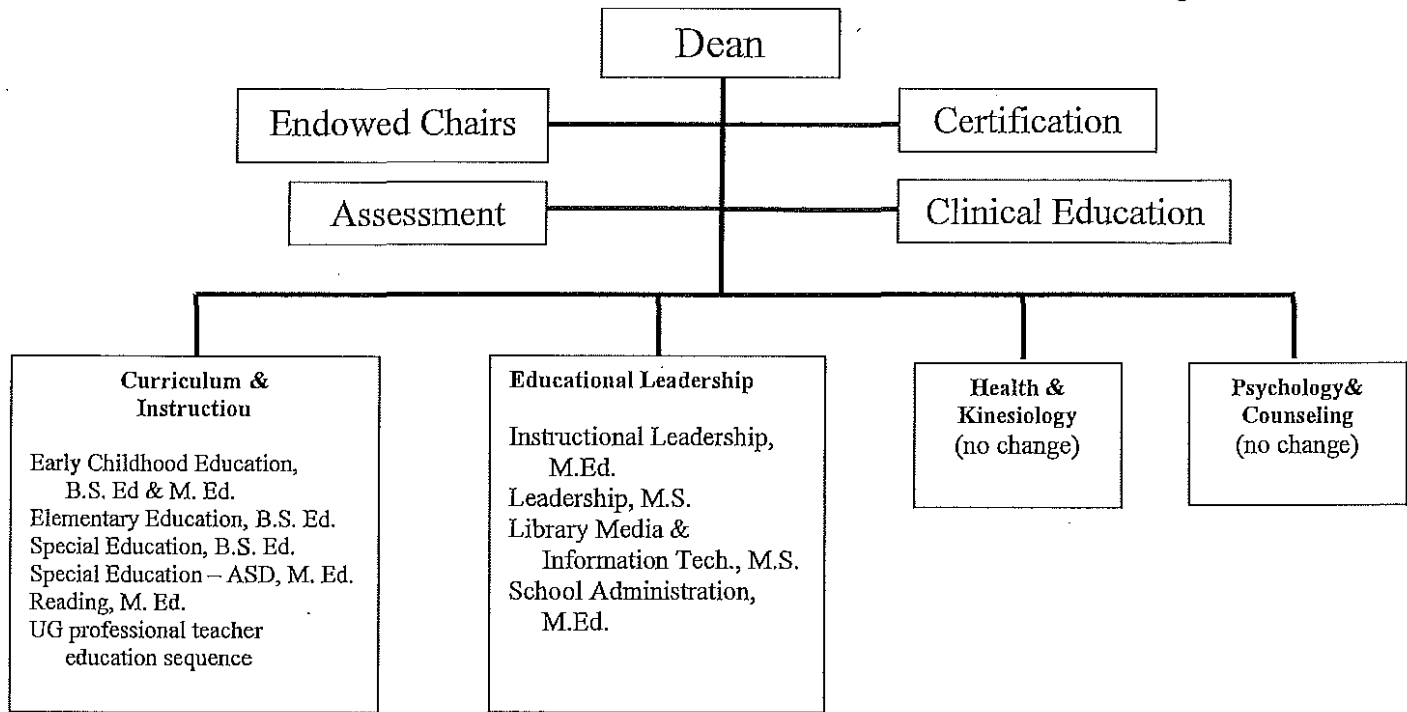 Dean
Endowed Chairs
Certification
Assessment
Clinical Education
Curriculum &
Instruction
Early Childhood Education,
B.S. Ed & M. Ed.
Elementary Education, B.S. Ed.
Special Education, B.S. Ed.
Special Education – ASD, M. Ed.
Reading, M. Ed.
UG professional teacher
education sequence
Educational Leadership
Instructional Leadership,
M.Ed.
Leadership, M.S.
Library Media &
Information Tech., M.S.
School Administration,
M.Ed.
Health &
Kinesiology
(no change)
Psychology&
Counseling
(no change)